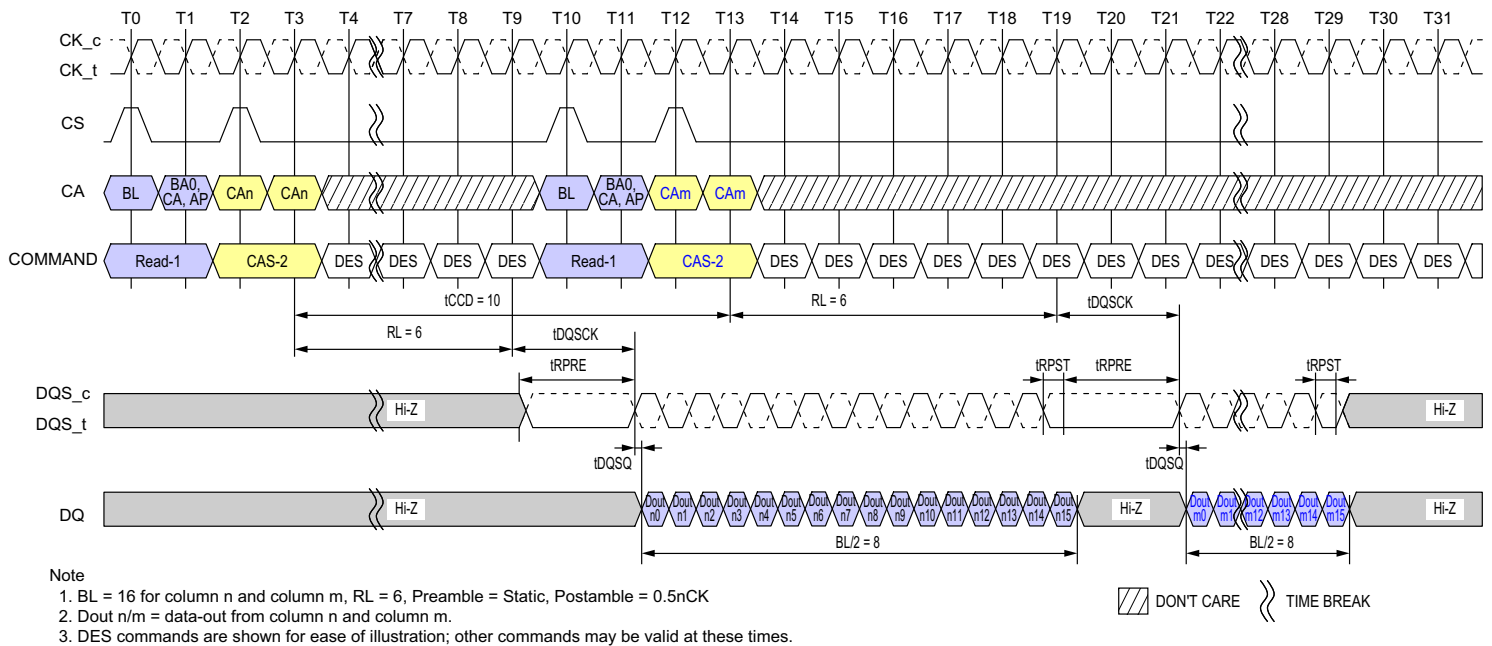 T0 T1 T2 T3 T4 T7 T8 T9 T10 T11 T12 T13 T14 T15 T16 T17 T18 T19 T20 T21 T22 T28 T29 T30 T31
CK_c
CK_t
CS
CA BL BA0, CA, AP CAn CAn BL BA0, CA, AP CAm CAm
COMMAND Read-1 CAS-2 DES DES DES DES Read-1 CAS-2 DES DES DES DES DES DES DES DES DES DES DES DES DES
tCCD = 10 RL = 6 tDQSCK
RL = 6 tDQSCK
tRPRE tRPST tRPRE tRPST
DQS_c
DQS_t
Hi-Z Hi-Z
tDQSQ tDQSQ
DQ Hi-Z Dout n0 Dout n1 Dout n2 Dout n3 Dout n4 Dout n5 Dout n6 Dout n7 Dout n8 Dout n9 Dout n10 Dout n11 Dout n12 Dout n13 Dout n14 Dout n15 Hi-Z Dout m0 Dout m1 Dout m12 Dout m13 Dout m14 Dout m15 Hi-Z
BL/2 = 8 BL/2 = 8
Note
1. BL = 16 for column n and column m, RL = 6, Preamble = Static, Postamble = 0.5nCK
2. Dout n/m = data-out from column n and column m.
3. DES commands are shown for ease of illustration; other commands may be valid at these times.
DON'T CARE TIME BREAK